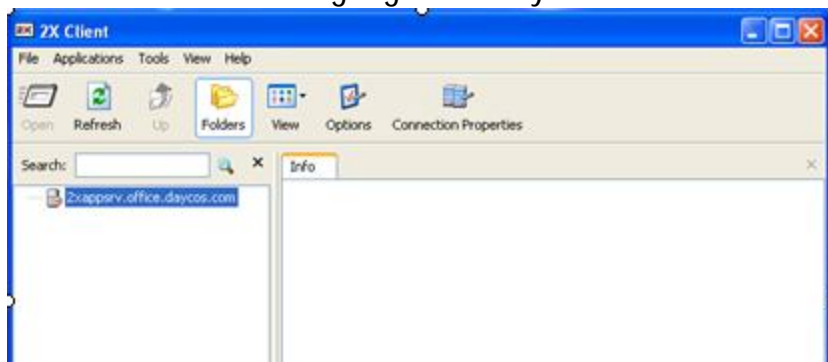 2X Client
File Applications Tools View Help
Open Refresh Up Folders View Options Connection Properties
Search:
Info
2xappsrv.office.daycos.com